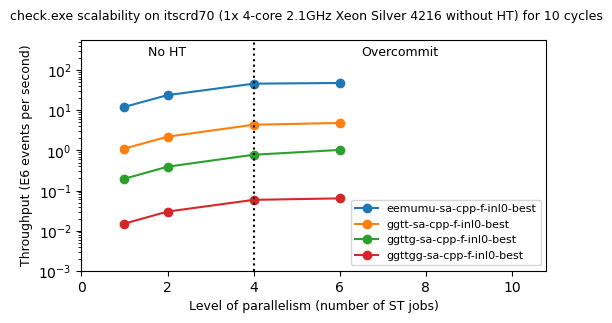 check.exe scalability on itscrd70 (1x 4-core 2.1GHz Xeon Silver 4216 without HT) for 10 cycles
No HT
Overcommit
Throughput (E6 events per second)
10²
10¹
10⁰
10⁻¹
10⁻²
10⁻³
eemumu-sa-cpp-f-inl0-best
ggtt-sa-cpp-f-inl0-best
ggttg-sa-cpp-f-inl0-best
ggttgg-sa-cpp-f-inl0-best
0 2 4 6 8 10
Level of parallelism (number of ST jobs)